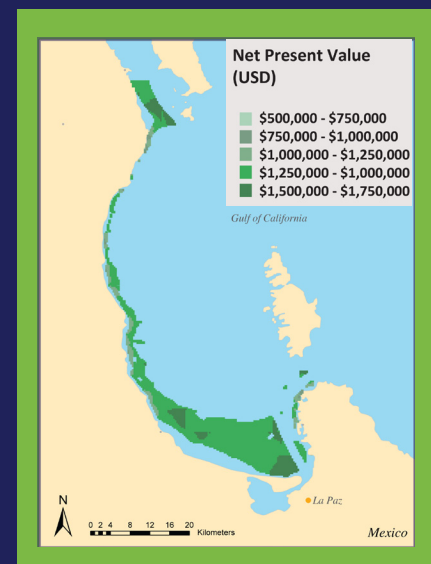 Net Present Value
(USD)
$500,000 - $750,000
$750,000 - $1,000,000
$1,000,000 - $1,250,000
$1,250,000 - $1,000,000
$1,500,000 - $1,750,000
Gulf of California
La Paz
N
0 2 4 8 12 16 20
Kilometers
Mexico